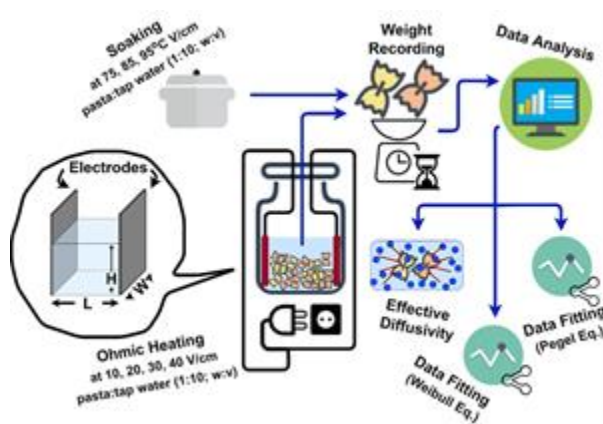 Soaking
at 75, 85, 95°C V/cm
pasta:tap water (1:10; w:v)
Weight
Recording
Data Analysis
Electrodes
H
W
L
Ohmic Heating
at 10, 20, 30, 40 V/cm
pasta:tap water (1:10; w:v)
Effective
Diffusivity
Data Fitting
(Weibull Eq.)
Data Fitting
(Pegel Eq.)